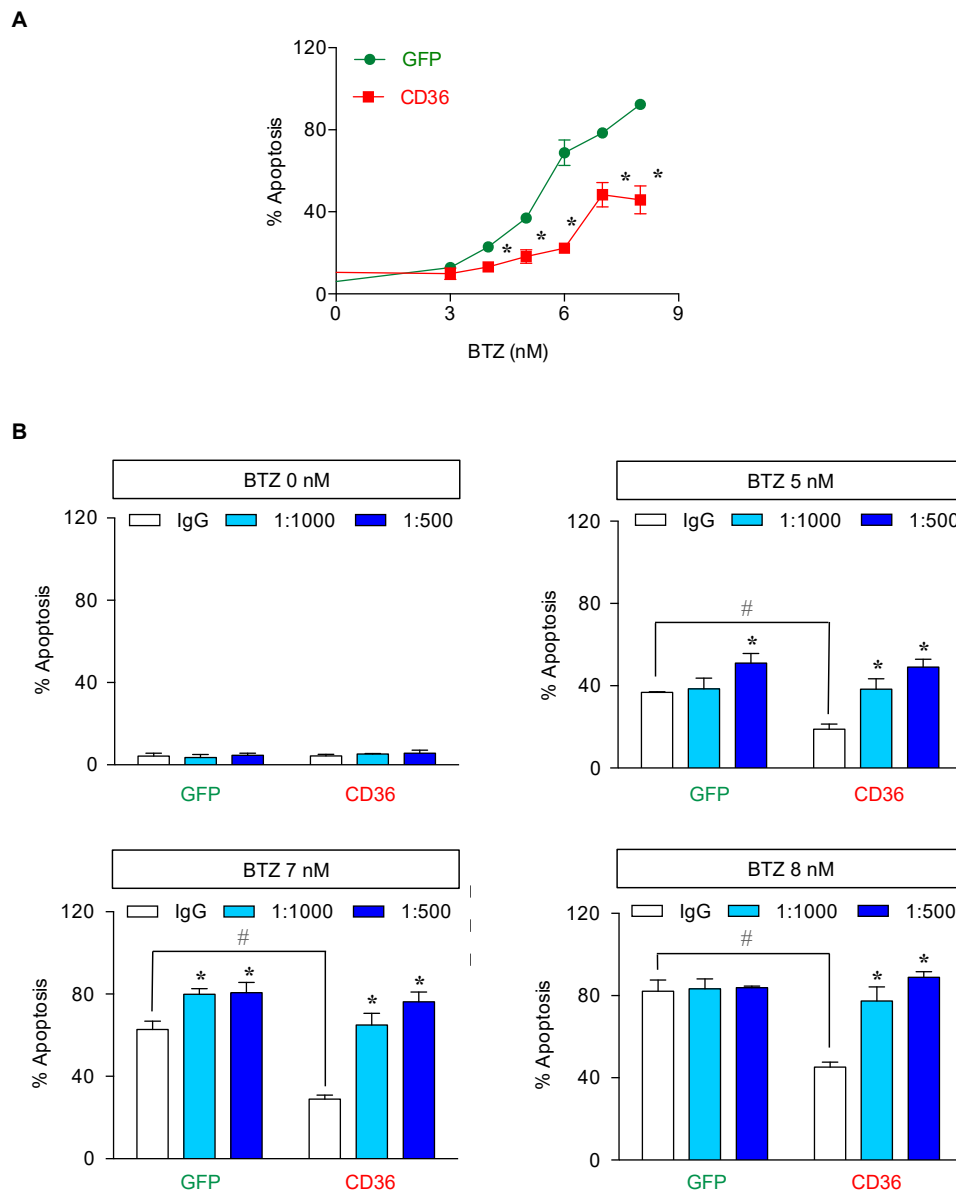 A
120
80
40
0
% Apoptosis
GFP
CD36
* * * * *
0 3 6 9
BTZ (nM)
B
BTZ 0 nM
IgG 1:1000 1:500
120
80
40
0
% Apoptosis
GFP CD36
BTZ 5 nM
IgG 1:1000 1:500
120
80
40
0
% Apoptosis
#
* * *
GFP CD36
BTZ 7 nM
IgG 1:1000 1:500
120
80
40
0
% Apoptosis
#
* * * *
GFP CD36
BTZ 8 nM
IgG 1:1000 1:500
120
80
40
0
% Apoptosis
#
* *
GFP CD36